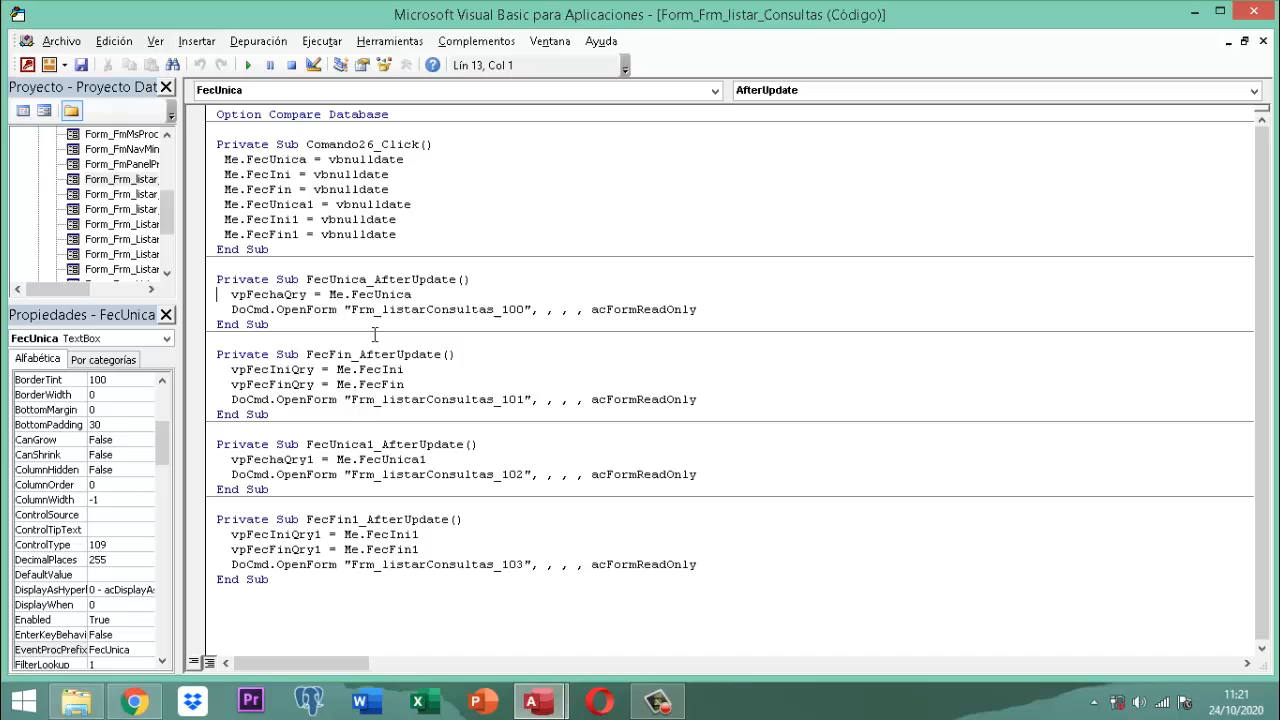 Microsoft Visual Basic para Aplicaciones - [Form_Frm_listar_Consultas (Código)]
Archivo Edición Ver Insertar Depuración Ejecutar Herramientas Complementos Ventana Ayuda
Lín 13, Col 1
Proyecto - Proyecto Dat
Form_FmMsProc
Form_FmNavMin
Form_FmPanelPr
Form_Frm_listar_
Form_Frm_listar_
Form_Frm_listar_
Form_Frm_Listar
Form_Frm_Listar
Form_Frm_Listar
Form_Frm_Listar
Propiedades - FecUnica
FecUnica TextBox
Alfabética Por categorías
BorderTint 100
BorderWidth 0
BottomMargin 0
BottomPadding 30
CanGrow False
CanShrink False
ColumnHidden False
ColumnOrder 0
ColumnWidth -1
ControlSource
ControlTipText
ControlType 109
DecimalPlaces 255
DefaultValue
DisplayAsHyperl 0 - acDisplayAs
DisplayWhen 0
Enabled True
EnterKeyBehavi False
EventProcPrefix FecUnica
FilterLookup 1
FecUnica AfterUpdate
Option Compare Database
Private Sub Comando26_Click()
Me.FecUnica = vbnulldate
Me.FecIni = vbnulldate
Me.FecFin = vbnulldate
Me.FecUnica1 = vbnulldate
Me.FecIni1 = vbnulldate
Me.FecFin1 = vbnulldate
End Sub
Private Sub FecUnica_AfterUpdate()
vpFechaQry = Me.FecUnica
DoCmd.OpenForm "Frm_listarConsultas_100", , , , acFormReadOnly
End Sub
Private Sub FecFin_AfterUpdate()
vpFecIniQry = Me.FecIni
vpFecFinQry = Me.FecFin
DoCmd.OpenForm "Frm_listarConsultas_101", , , , acFormReadOnly
End Sub
Private Sub FecUnica1_AfterUpdate()
vpFechaQry1 = Me.FecUnica1
DoCmd.OpenForm "Frm_listarConsultas_102", , , , acFormReadOnly
End Sub
Private Sub FecFin1_AfterUpdate()
vpFecIniQry1 = Me.FecIni1
vpFecFinQry1 = Me.FecFin1
DoCmd.OpenForm "Frm_listarConsultas_103", , , , acFormReadOnly
End Sub
11:21
24/10/2020